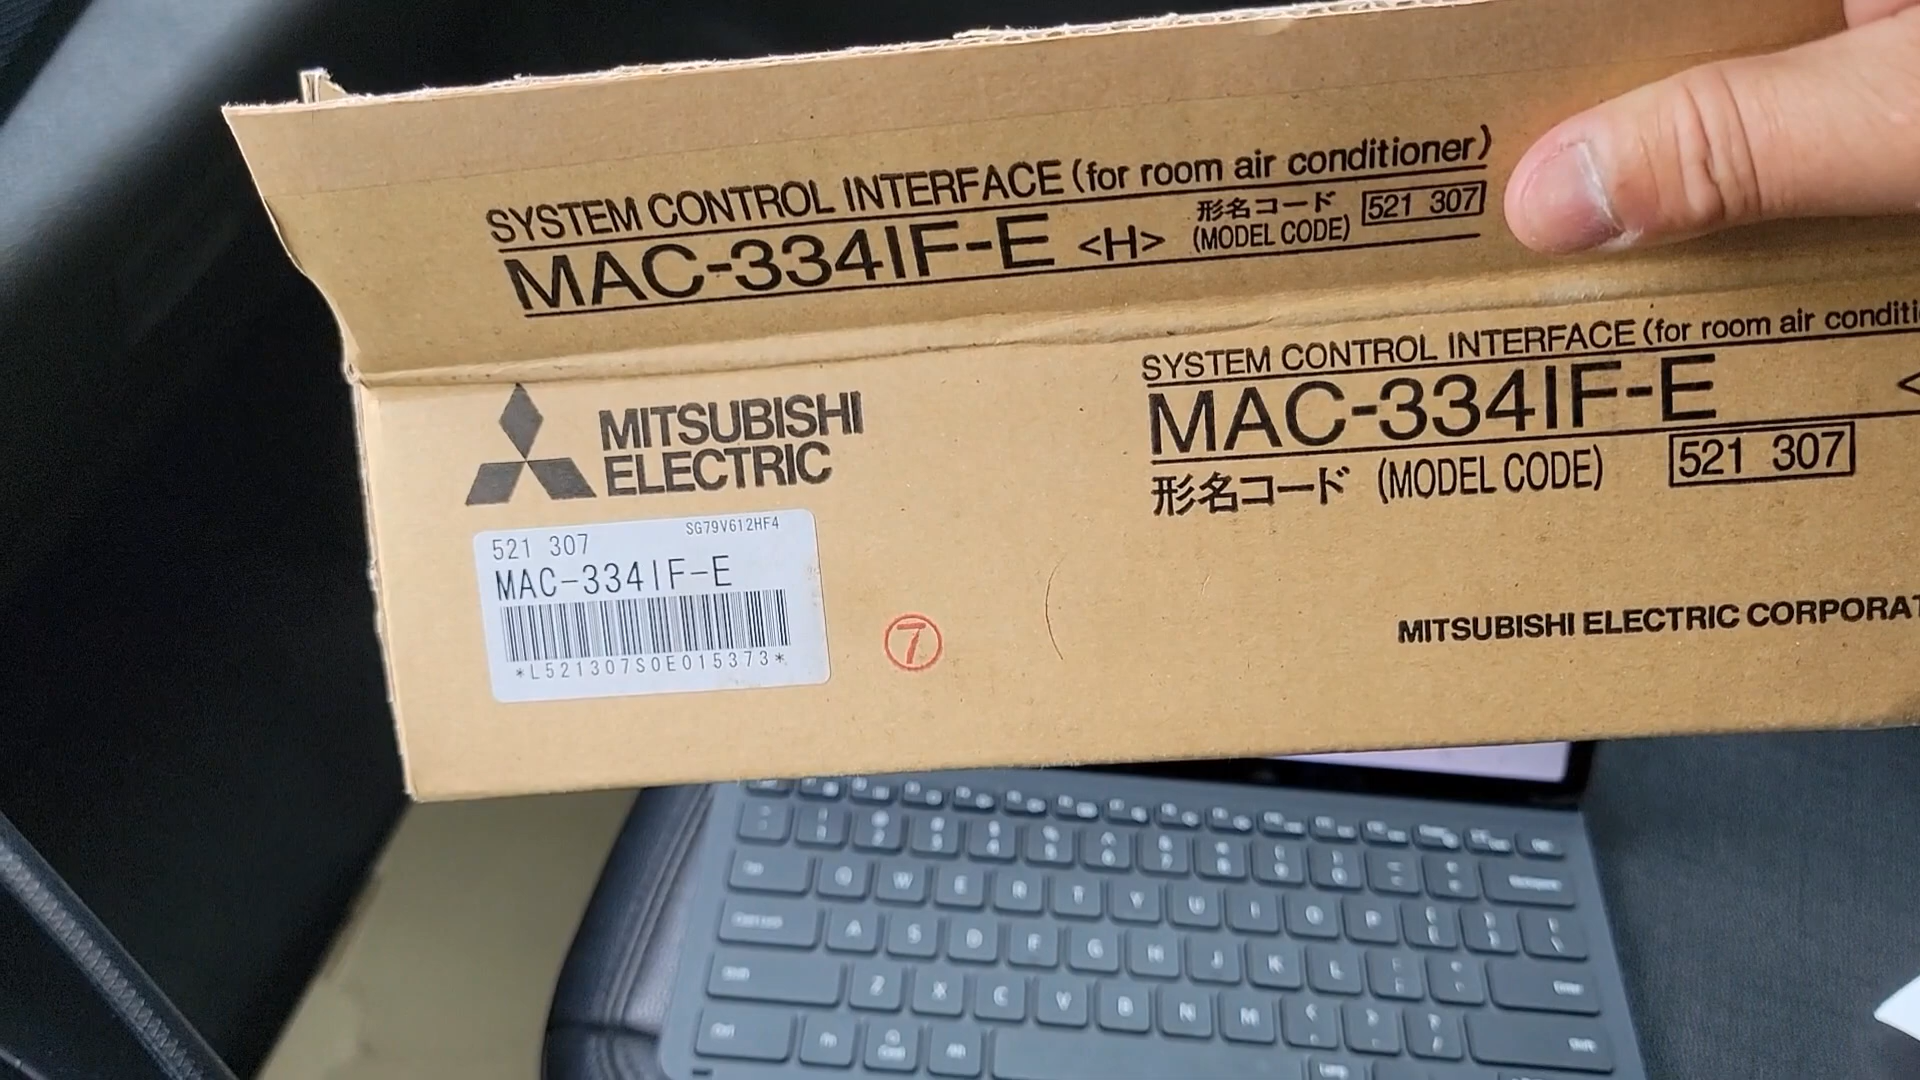 SYSTEM CONTROL INTERFACE (for room air conditioner)
MAC-334IF-E <H> 形名コード (MODEL CODE) 521 307
MITSUBISHI
ELECTRIC
SYSTEM CONTROL INTERFACE (for room air conditi
MAC-334IF-E <
形名コード (MODEL CODE) 521 307
521 307 SG79V612HF4
MAC-334IF-E
*L521307S0E015373*
7
MITSUBISHI ELECTRIC CORPORAT
Q W E R T Y U I O P
A S D F G H J K L
Z X C V B N M